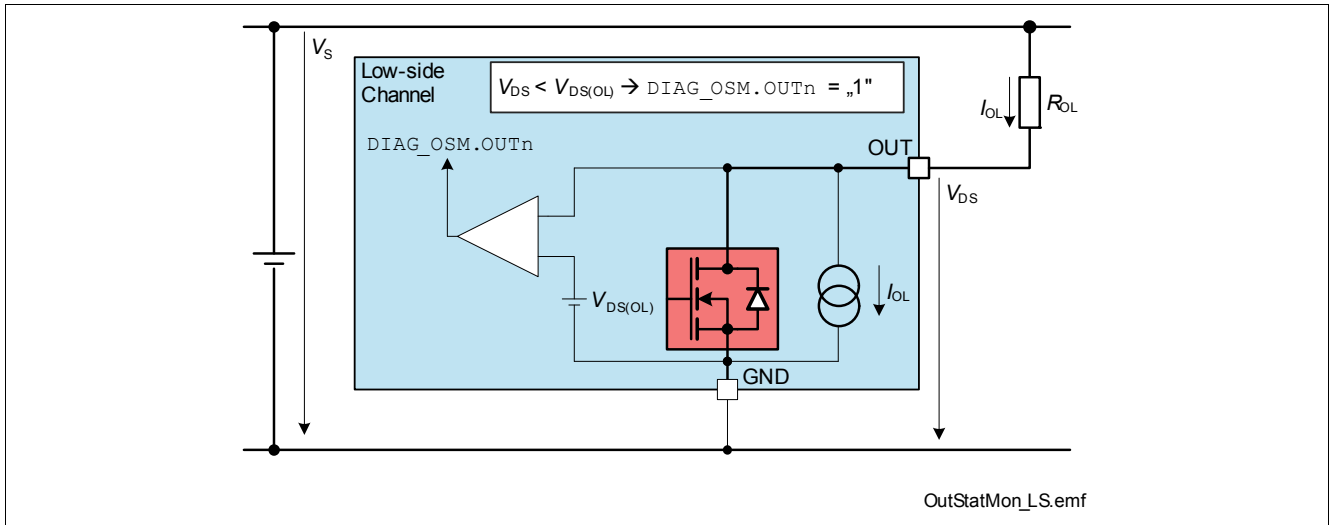 VS
Low-side
Channel
VDS < VDS(OL) → DIAG_OSM.OUTn = „1"
IOL
ROL
DIAG_OSM.OUTn
OUT
VDS
VDS(OL)
IOL
GND
OutStatMon_LS.emf